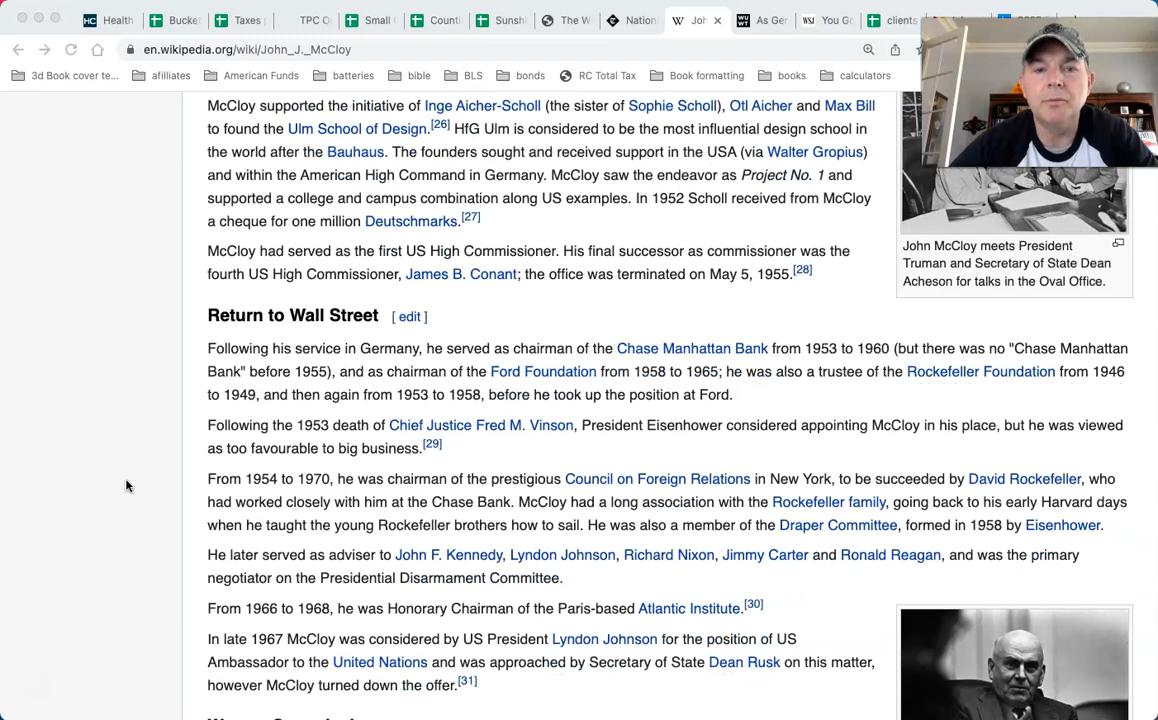 Health
Bucket
Taxes
TPC O
Small
Counti
Sunshi
The W
Nation
Joh
As Ger
You G
clients
en.wikipedia.org/wiki/John_J._McCloy
3d Book cover te...
afiliates
American Funds
batteries
bible
BLS
bonds
RC Total Tax
Book formatting
books
calculators
McCloy supported the initiative of Inge Aicher-Scholl (the sister of Sophie Scholl), Otl Aicher and Max Bill
to found the Ulm School of Design.[26] HfG Ulm is considered to be the most influential design school in
the world after the Bauhaus. The founders sought and received support in the USA (via Walter Gropius)
and within the American High Command in Germany. McCloy saw the endeavor as Project No. 1 and
supported a college and campus combination along US examples. In 1952 Scholl received from McCloy
a cheque for one million Deutschmarks.[27]
McCloy had served as the first US High Commissioner. His final successor as commissioner was the
fourth US High Commissioner, James B. Conant; the office was terminated on May 5, 1955.[28]
John McCloy meets President
Truman and Secretary of State Dean
Acheson for talks in the Oval Office.
Return to Wall Street [ edit ]
Following his service in Germany, he served as chairman of the Chase Manhattan Bank from 1953 to 1960 (but there was no "Chase Manhattan
Bank" before 1955), and as chairman of the Ford Foundation from 1958 to 1965; he was also a trustee of the Rockefeller Foundation from 1946
to 1949, and then again from 1953 to 1958, before he took up the position at Ford.
Following the 1953 death of Chief Justice Fred M. Vinson, President Eisenhower considered appointing McCloy in his place, but he was viewed
as too favourable to big business.[29]
From 1954 to 1970, he was chairman of the prestigious Council on Foreign Relations in New York, to be succeeded by David Rockefeller, who
had worked closely with him at the Chase Bank. McCloy had a long association with the Rockefeller family, going back to his early Harvard days
when he taught the young Rockefeller brothers how to sail. He was also a member of the Draper Committee, formed in 1958 by Eisenhower.
He later served as adviser to John F. Kennedy, Lyndon Johnson, Richard Nixon, Jimmy Carter and Ronald Reagan, and was the primary
negotiator on the Presidential Disarmament Committee.
From 1966 to 1968, he was Honorary Chairman of the Paris-based Atlantic Institute.[30]
In late 1967 McCloy was considered by US President Lyndon Johnson for the position of US
Ambassador to the United Nations and was approached by Secretary of State Dean Rusk on this matter,
however McCloy turned down the offer.[31]